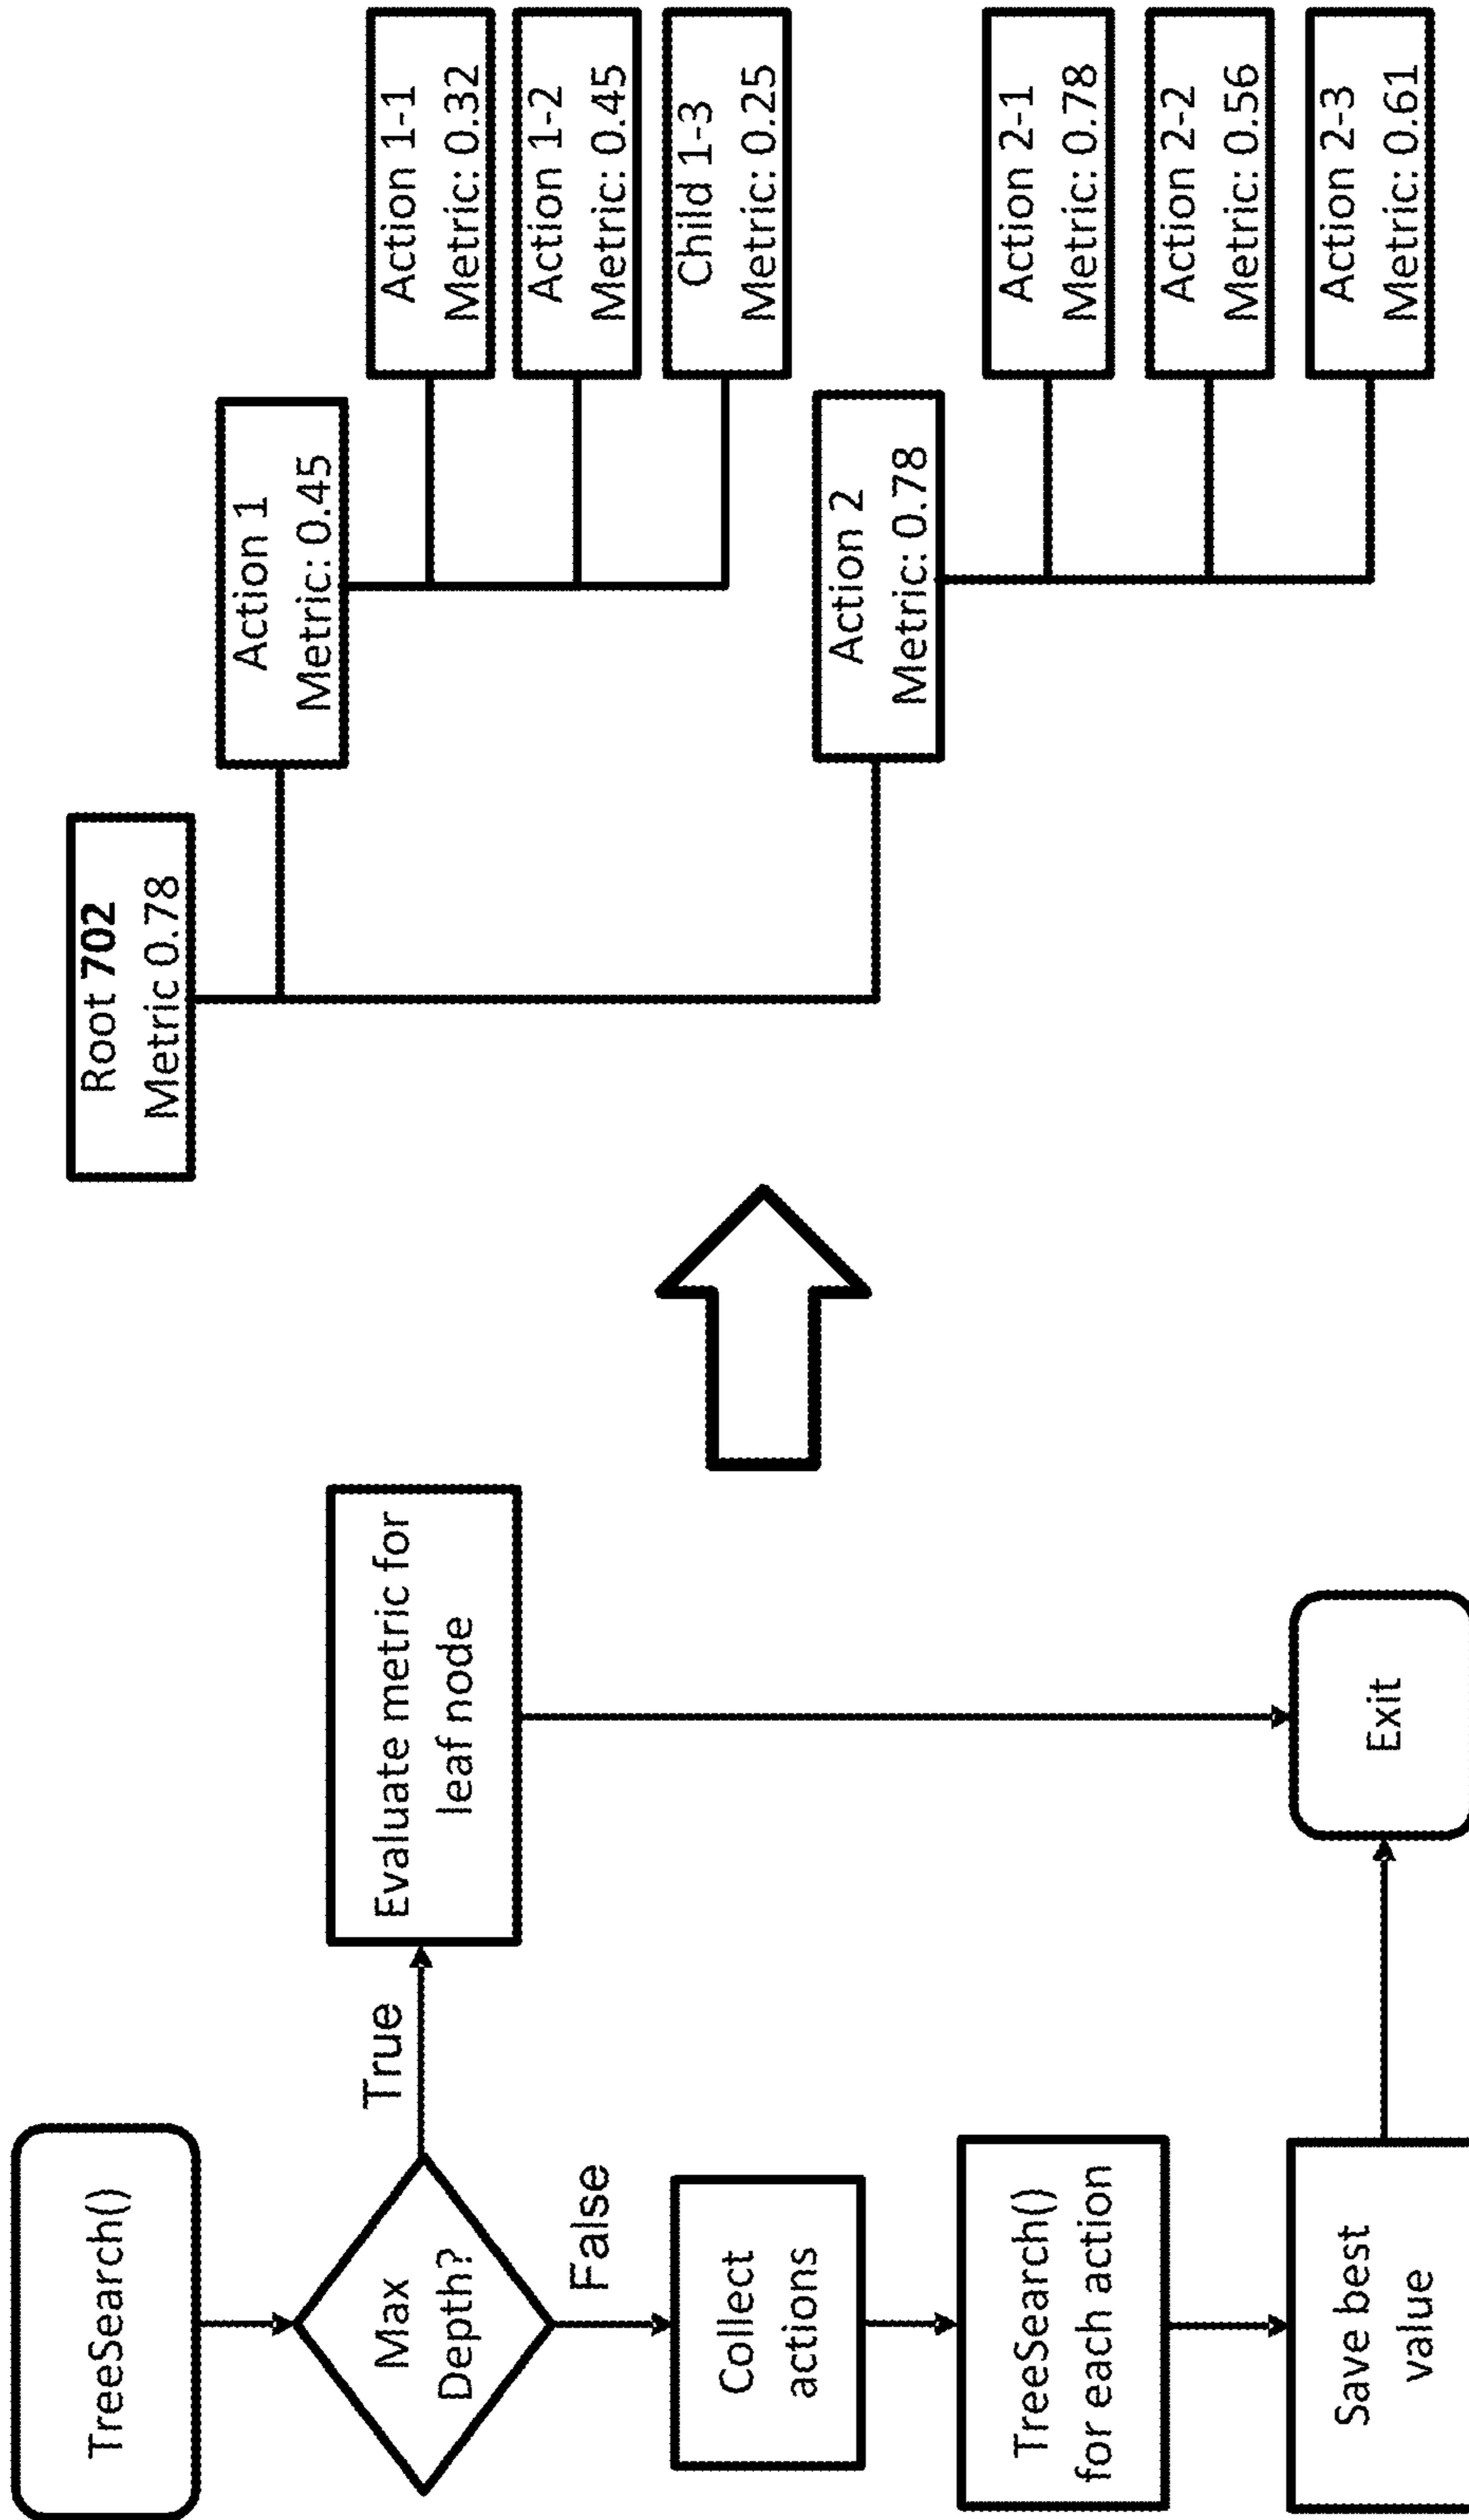 TreeSearch()
Max
Depth?
True
Evaluate metric for
leaf node
False
Collect
actions
TreeSearch()
for each action
Save best
value
Exit
Root 702
Metric 0.78
Action 1
Metric: 0.45
Action 1-1
Metric: 0.32
Action 1-2
Metric: 0.45
Child 1-3
Metric: 0.25
Action 2
Metric: 0.78
Action 2-1
Metric: 0.78
Action 2-2
Metric: 0.56
Action 2-3
Metric: 0.61